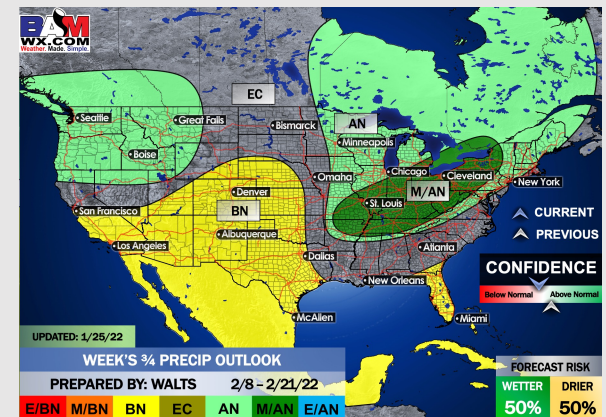 BAM
WX.COM
Weather. Made. Simple.
EC
Seattle
Great Falls
Bismarck
AN
Minneapolis
Boise
Omaha
Chicago
Cleveland
M/AN
New York
Denver
St. Louis
San Francisco
BN
CURRENT
Albuquerque
PREVIOUS
Los Angeles
Atlanta
Dallas
CONFIDENCE
New Orleans
Below Normal
Above Normal
McAllen
Miami
UPDATED: 1/25/22
WEEK'S ¾ PRECIP OUTLOOK
FORECAST RISK
PREPARED BY: WALTS 2/8 – 2/21/22
WETTER DRIER
50% 50%
E/BN M/BN BN EC AN M/AN E/AN